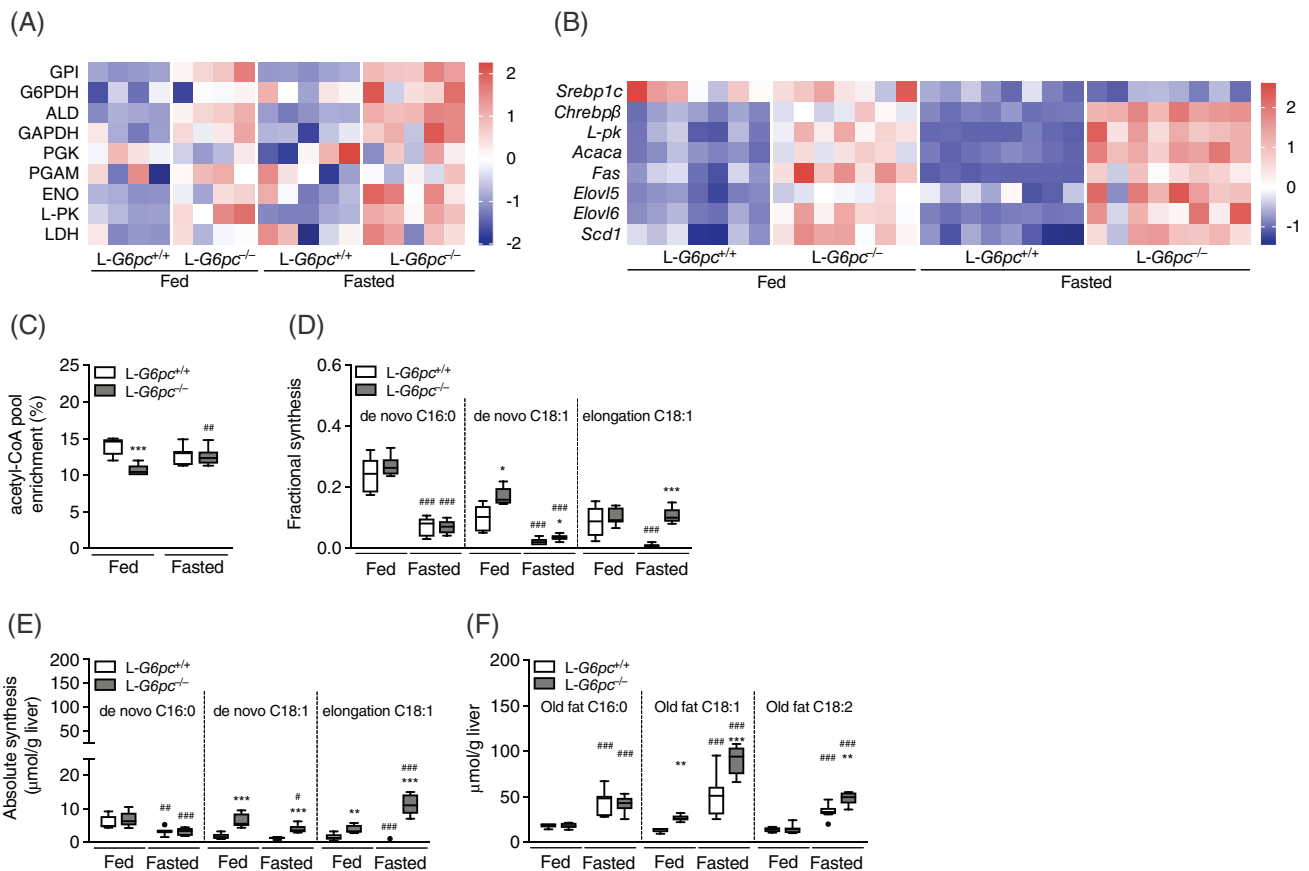 (A)
GPI
G6PDH
ALD
GAPDH
PGK
PGAM
ENO
L-PK
LDH
2
1
0
-1
-2
L-G6pc+/+ L-G6pc−/− L-G6pc+/+ L-G6pc−/−
Fed Fasted
(B)
Srebp1c
Chrebpβ
L-pk
Acaca
Fas
Elovl5
Elovl6
Scd1
2
1
0
-1
L-G6pc+/+ L-G6pc−/− L-G6pc+/+ L-G6pc−/−
Fed Fasted
(C)
acetyl-CoA pool
enrichment (%)
25
20
15
10
5
0
L-G6pc+/+
L-G6pc−/−
***
##
Fed Fasted
(D)
Fractional synthesis
0.6
0.4
0.2
0.0
L-G6pc+/+
L-G6pc−/−
de novo C16:0 de novo C18:1 elongation C18:1
### ### * ### ### * ### ***
Fed Fasted Fed Fasted Fed Fasted
(E)
Absolute synthesis
(μmol/g liver)
200
150
100
50
20
10
0
L-G6pc+/+
L-G6pc−/−
de novo C16:0 de novo C18:1 elongation C18:1
## ### *** # *** ** ### ### ***
Fed Fasted Fed Fasted Fed Fasted
(F)
μmol/g liver
200
150
100
50
0
L-G6pc+/+
L-G6pc−/−
Old fat C16:0 Old fat C18:1 Old fat C18:2
### ### ** ### ### *** ### ### **
Fed Fasted Fed Fasted Fed Fasted